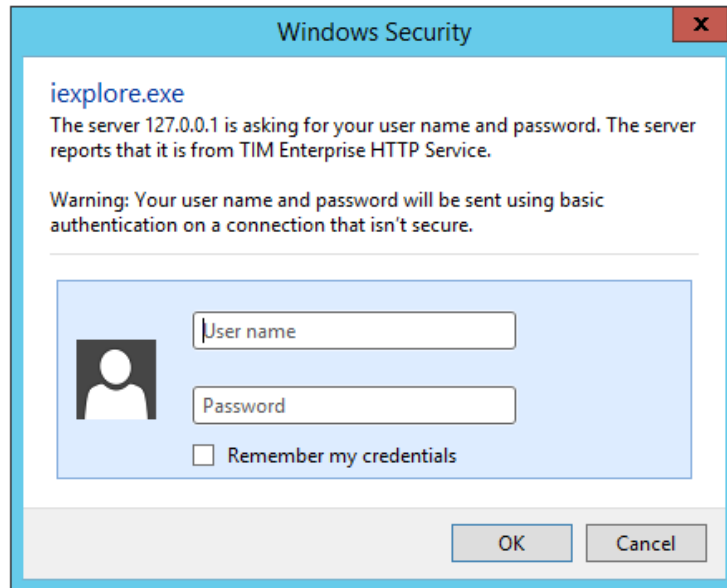 Windows Security
x
iexplore.exe
The server 127.0.0.1 is asking for your user name and password. The server
reports that it is from TIM Enterprise HTTP Service.
Warning: Your user name and password will be sent using basic
authentication on a connection that isn't secure.
User name
Password
Remember my credentials
OK
Cancel